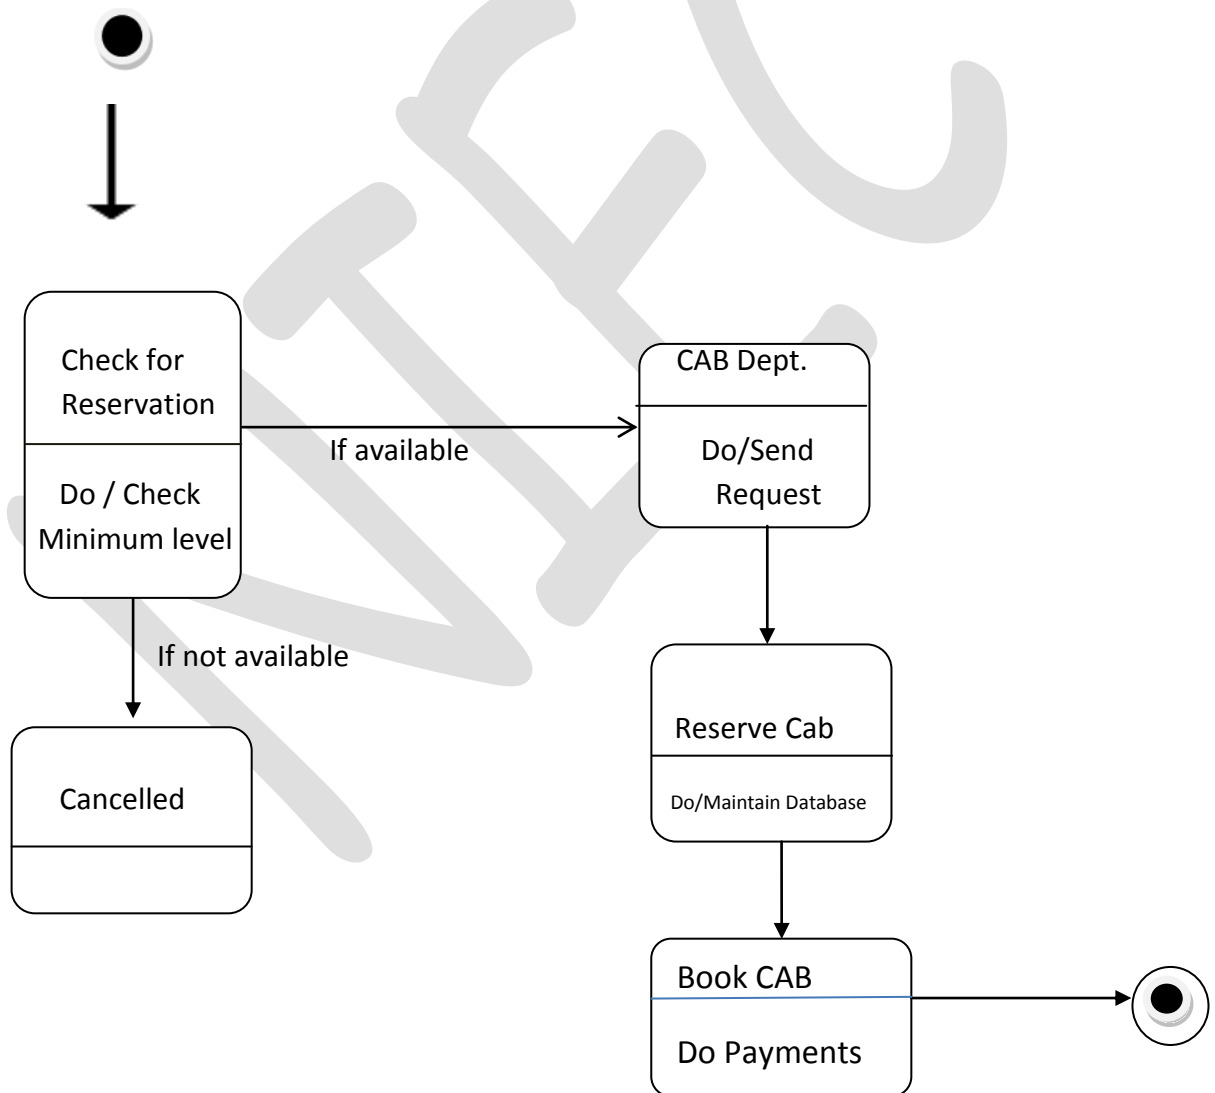 Check for
Reservation
Do / Check
Minimum level
If available
CAB Dept.
Do/Send
Request
If not available
Cancelled
Reserve Cab
Do/Maintain Database
Book CAB
Do Payments